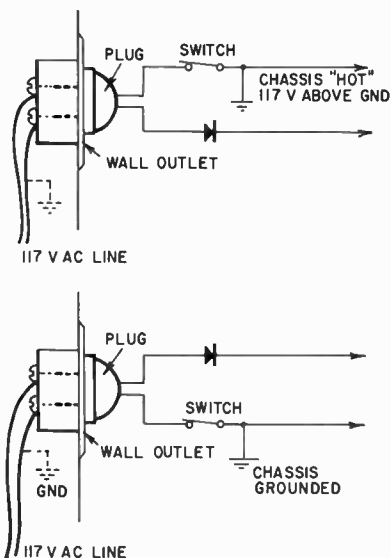 SWITCH
PLUG
CHASSIS "HOT"
117 V ABOVE GND
WALL OUTLET
117 V AC LINE
PLUG
SWITCH
WALL OUTLET
GND
CHASSIS
GROUNDED
117 V AC LINE